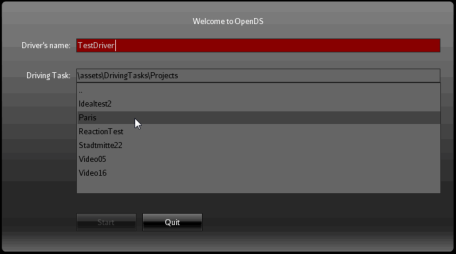 Welcome to OpenDS
Driver's name: TestDriver
Driving Task: \assets\DrivingTasks\Projects
..
Idealtest2
Paris
ReactionTest
Stadtmitte22
Video05
Video16
Start Quit